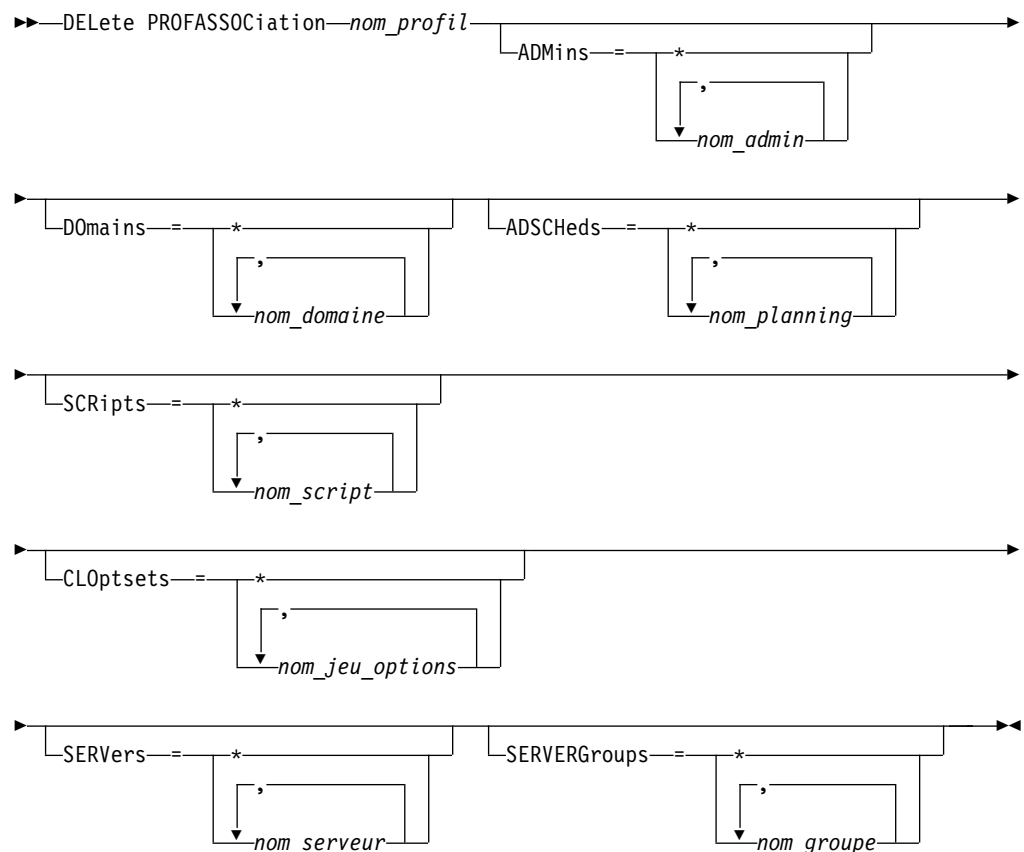 DELete PROFASSOCiation nom_profil
ADMins = *
,
nom_admin
DOmains = * ADSCHeds = *
, ,
nom_domaine nom_planning
SCRipts = *
,
nom_script
CLOptsets = *
,
nom_jeu_options
SERVers = * SERVERGroups = *
, ,
nom_serveur nom_groupe